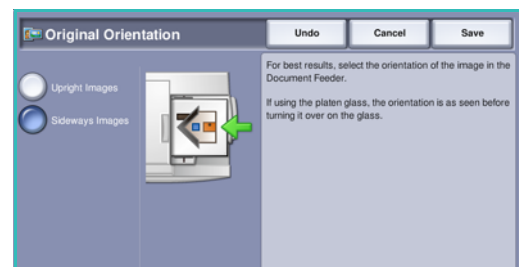 Original Orientation
Undo
Cancel
Save
Upright Images
Sideways Images
For best results, select the orientation of the image in the
Document Feeder.
If using the platen glass, the orientation is as seen before
turning it over on the glass.